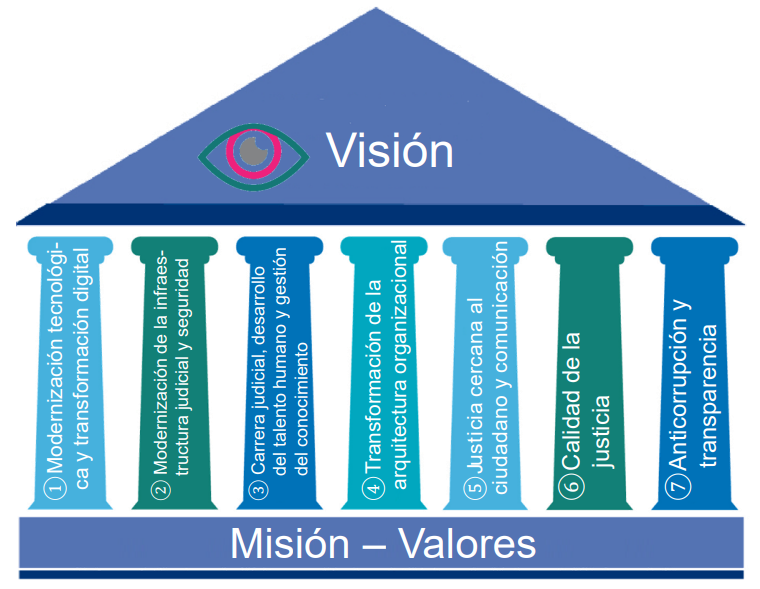 Visión
① Modernización tecnológi-
ca y transformación digital
② Modernización de la infraes-
tructura judicial y seguridad
③ Carrera judicial, desarrollo
del talento humano y gestión
del conocimiento
④ Transformación de la
arquitectura organizacional
⑤ Justicia cercana al
ciudadano y comunicación
⑥ Calidad de la
justicia
⑦ Anticorrupción y
transparencia
Misión – Valores